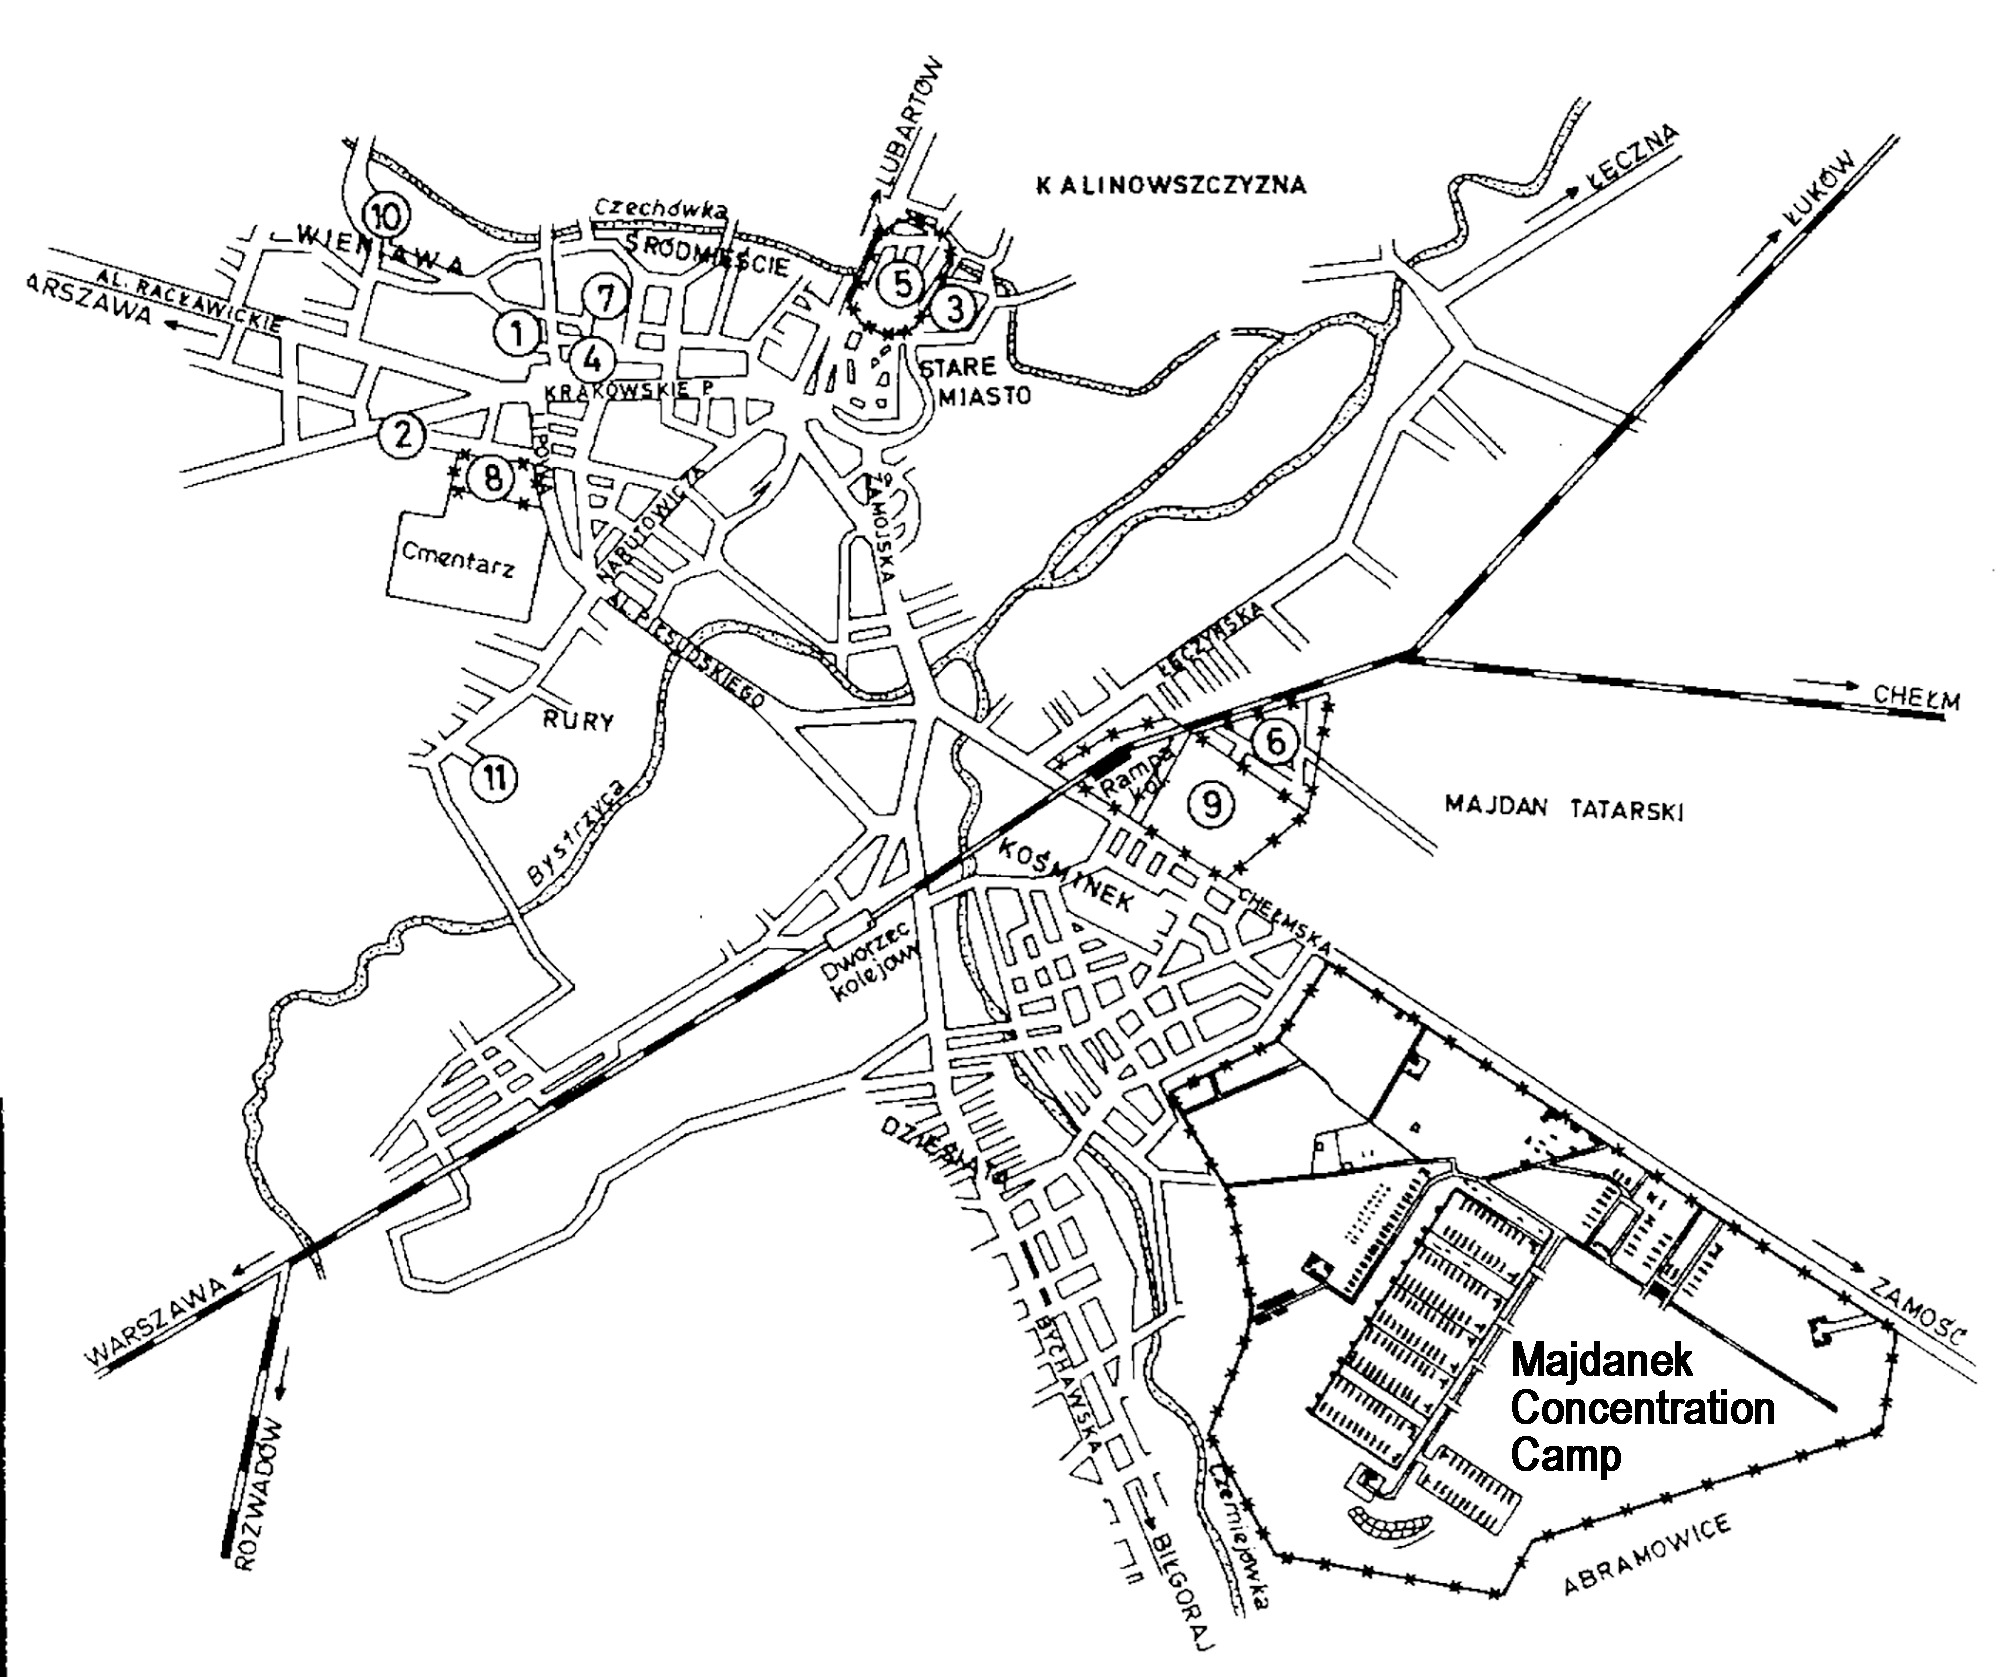 LUBARTÓW
KALINOWSZCZYZNA
ŁĘCZNA
ŁUKÓW
Czechówka
10
WIENIAWA
ŚRÓDMIEŚCIE
AL. RACŁAWICKIE
ARSZAWA
7
5
3
1
4
STARE
MIASTO
KRAKOWSKIE P.
2
8
LIPOWA
NARUTOWICZA
ZAMOJSKA
Cmentarz
AL. PIŁSUDSKIEGO
ŁĘCZYŃSKA
CHEŁM
RURY
11
6
Rampa
kol.
9
MAJDAN TATARSKI
Bystrzyca
KOŚMINEK
CHEŁMSKA
Dworzec
kolejowy
WARSZAWA
ROZWADÓW
ZAMOŚĆ
BYCHAWSKA
Majdanek
Concentration
Camp
Czerniejówka
BIŁGORAJ
ABRAMOWICE